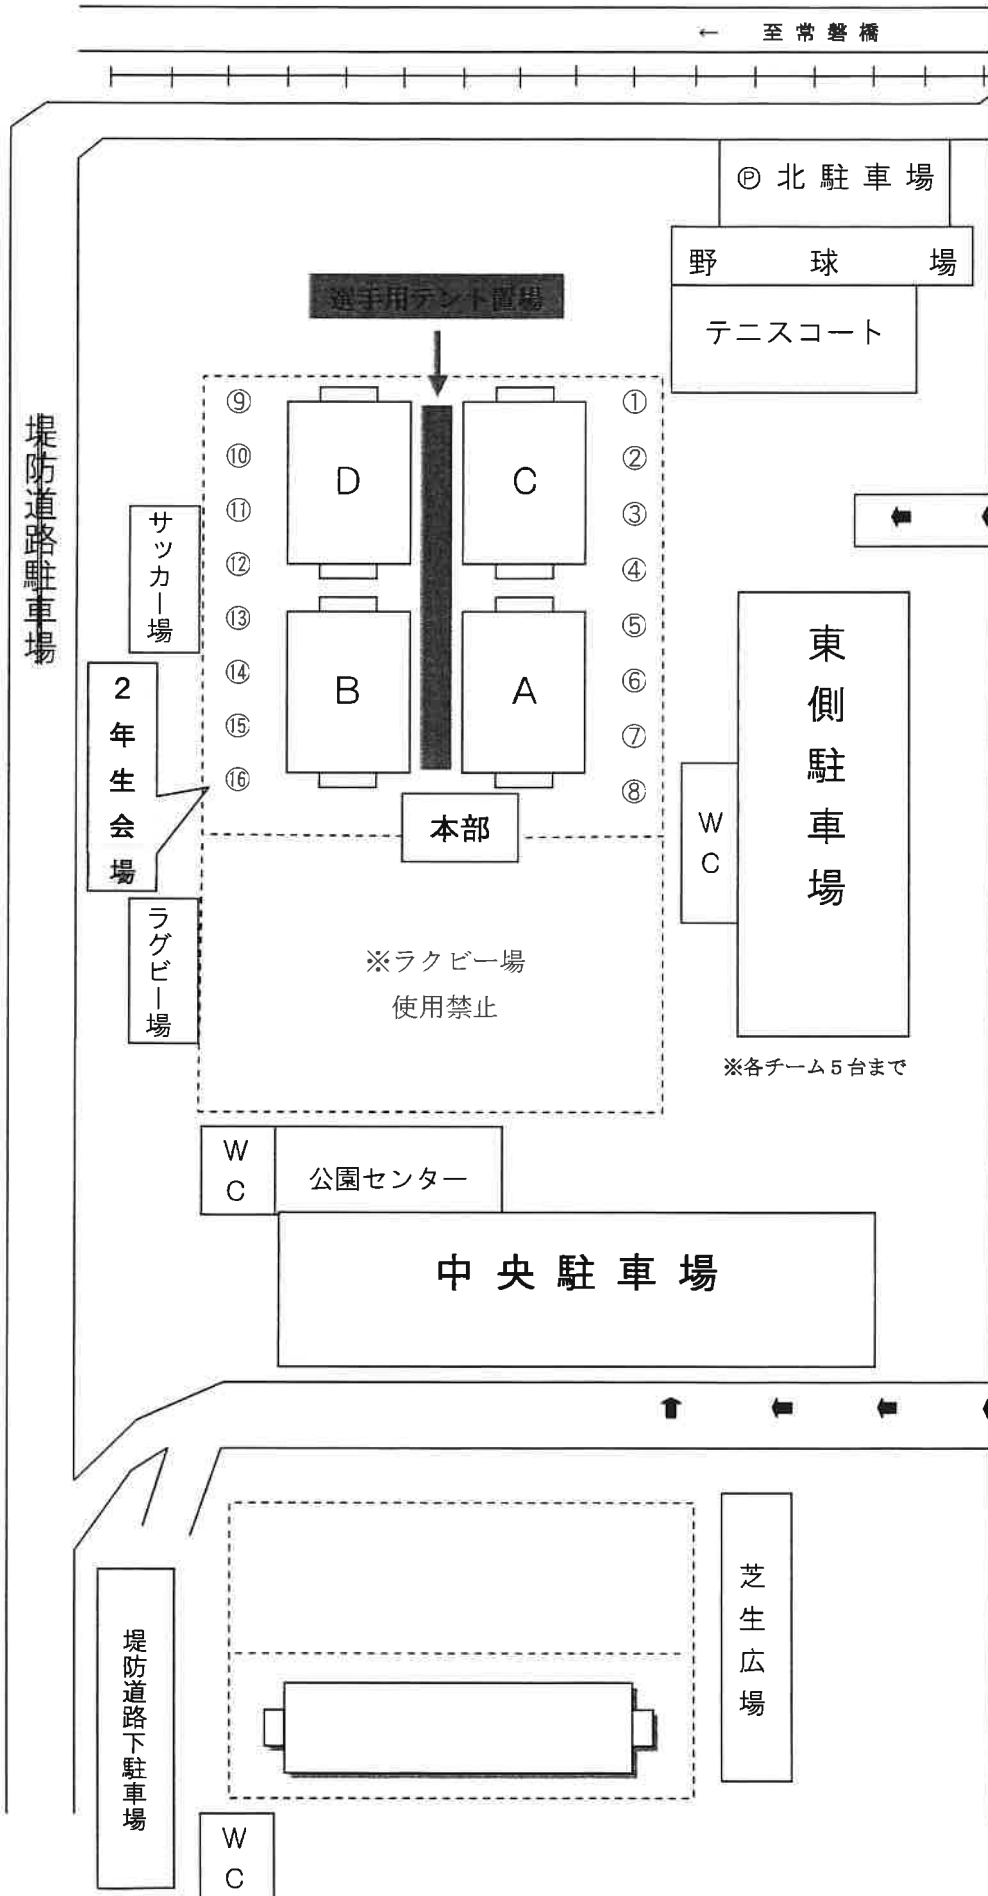 ← 至常磐橋
Ⓟ 北駐車場
野球場
テニスコート
選手用テント置場
⑨
⑩
⑪
⑫
⑬
⑭
⑮
⑯
D
C
B
A
①
②
③
④
⑤
⑥
⑦
⑧
堤防道路駐車場
サッカー場
2年生会場
本部
ラグビー場
※ラクビー場
使用禁止
東側駐車場
WC
※各チーム5台まで
WC
公園センター
中央駐車場
芝生広場
堤防道路下駐車場
WC